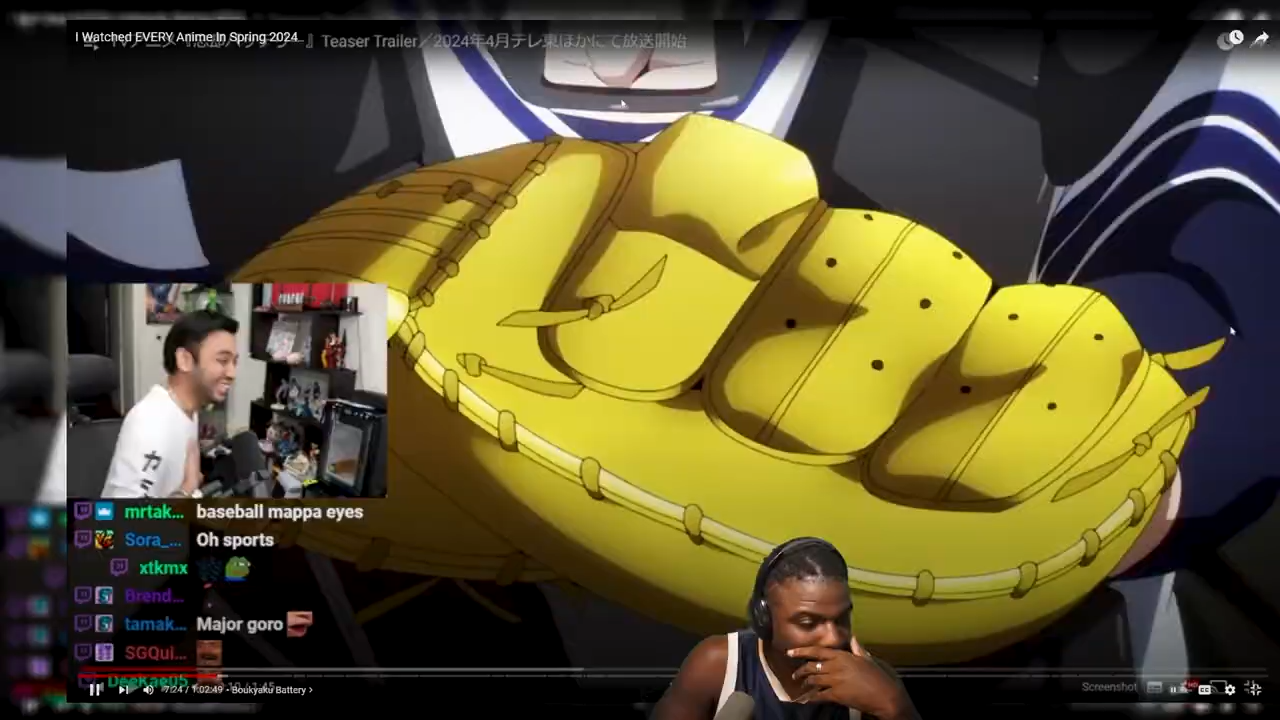 I Watched EVERY Anime In Spring 2024
Teaser Trailer／2024年4月テレ東ほかにて放送開始
mrtak... baseball mappa eyes
Sora_... Oh sports
xtkmx
Brend...
tamak... Major goro
SGQui...
DeeKae05
7:24 / 1:02:49 • Boukyaku Battery >
Screenshot
カ